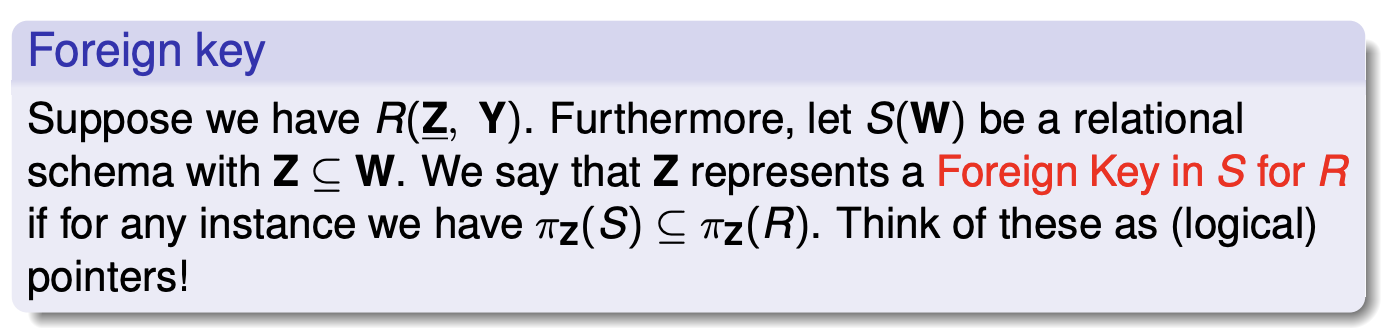 Foreign key
Suppose we have R(Z, Y). Furthermore, let S(W) be a relational
schema with Z ⊆ W. We say that Z represents a Foreign Key in S for R
if for any instance we have πZ(S) ⊆ πZ(R). Think of these as (logical)
pointers!